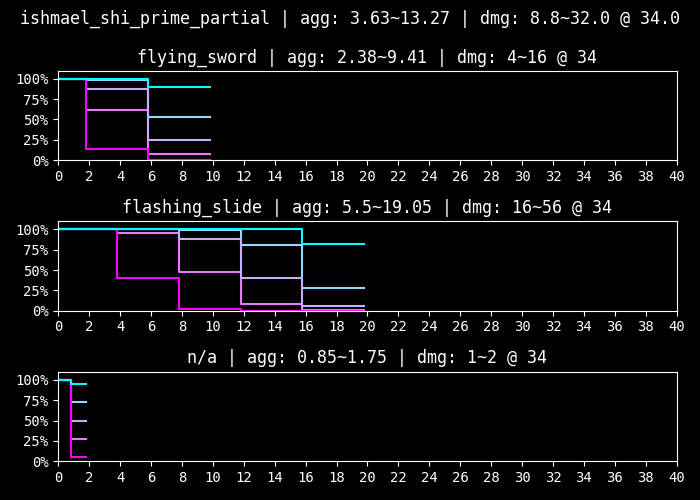 ishmael_shi_prime_partial | agg: 3.63~13.27 | dmg: 8.8~32.0 @ 34.0
flying_sword | agg: 2.38~9.41 | dmg: 4~16 @ 34
100%
75%
50%
25%
0%
0 2 4 6 8 10 12 14 16 18 20 22 24 26 28 30 32 34 36 38 40
flashing_slide | agg: 5.5~19.05 | dmg: 16~56 @ 34
100%
75%
50%
25%
0%
0 2 4 6 8 10 12 14 16 18 20 22 24 26 28 30 32 34 36 38 40
n/a | agg: 0.85~1.75 | dmg: 1~2 @ 34
100%
75%
50%
25%
0%
0 2 4 6 8 10 12 14 16 18 20 22 24 26 28 30 32 34 36 38 40